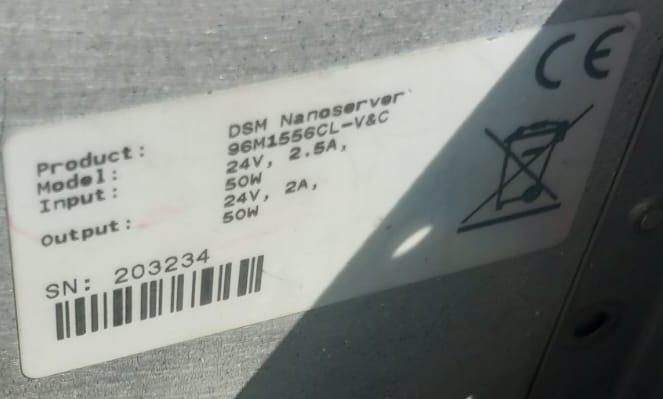 CE
Product: DSM Nanoserver
Model: 96M1556CL-V&C
Input: 24V, 2.5A,
50W
Output: 24V, 2A,
50W
SN: 203234